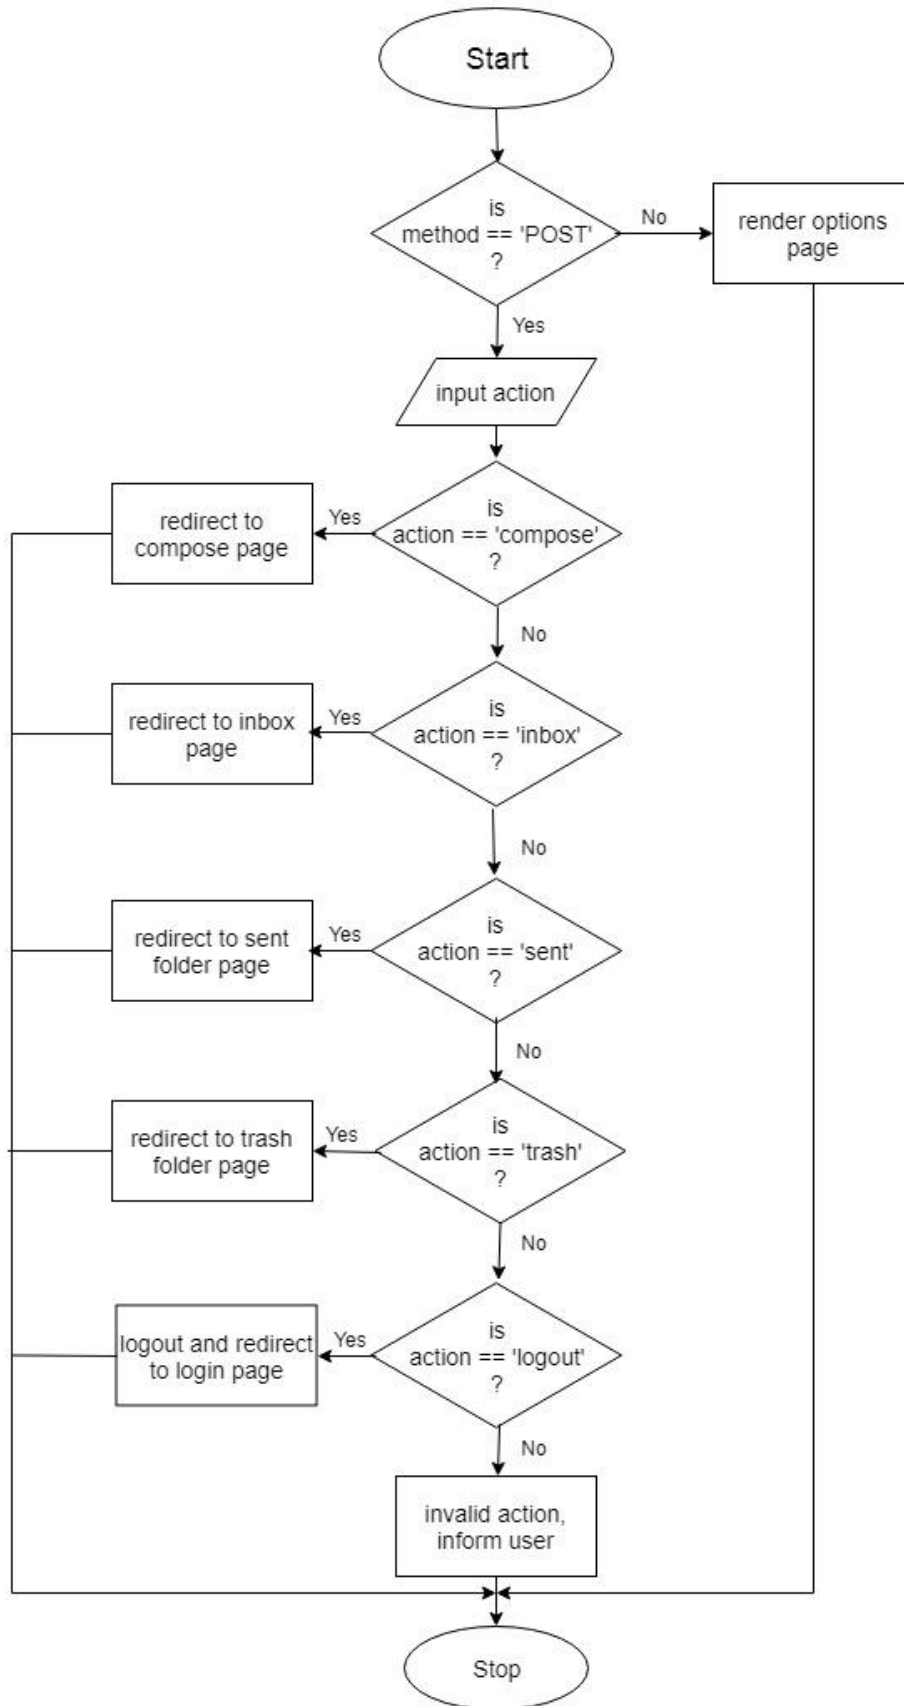 Start
is
method == 'POST'
?
No
render options
page
Yes
input action
is
action == 'compose'
?
Yes
redirect to
compose page
No
is
action == 'inbox'
?
Yes
redirect to inbox
page
No
is
action == 'sent'
?
Yes
redirect to sent
folder page
No
is
action == 'trash'
?
Yes
redirect to trash
folder page
No
is
action == 'logout'
?
Yes
logout and redirect
to login page
No
invalid action,
inform user
Stop